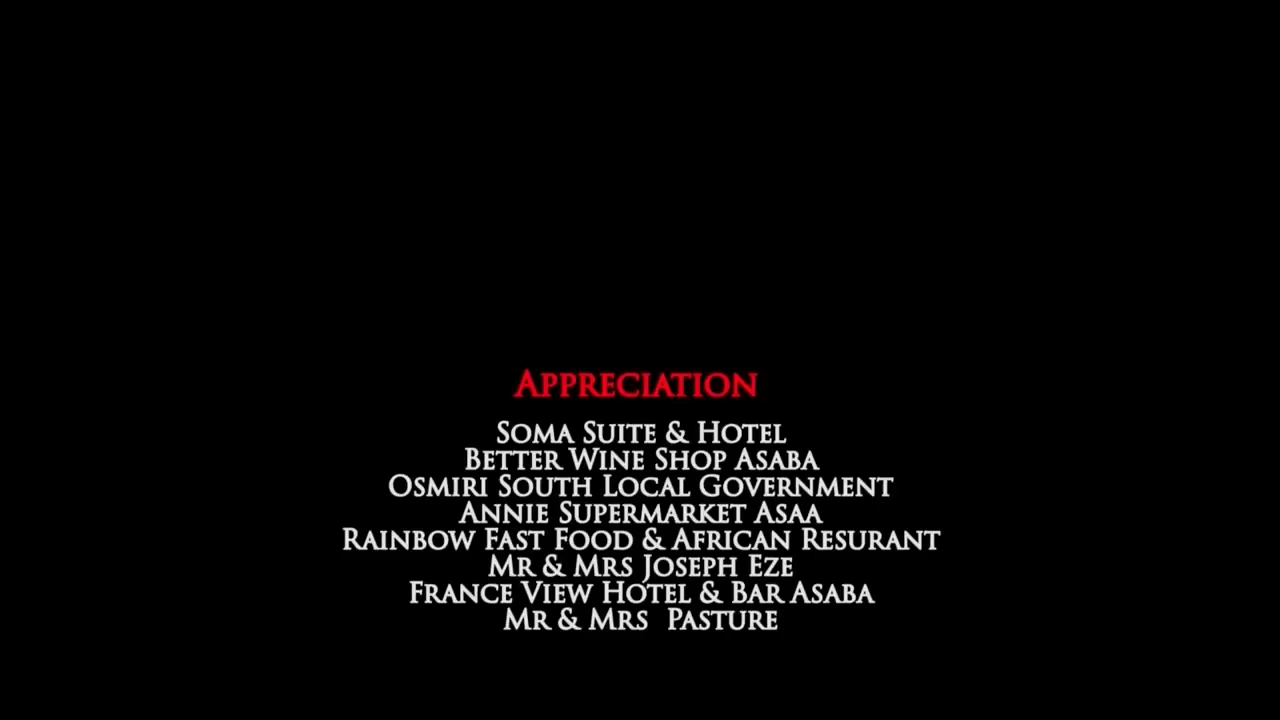 Appreciation
Soma Suite & Hotel
Better Wine Shop Asaba
Osmiri South Local Government
Annie Supermarket Asaa
Rainbow Fast Food & African Resurant
Mr & Mrs Joseph Eze
France View Hotel & Bar Asaba
Mr & Mrs  Pasture